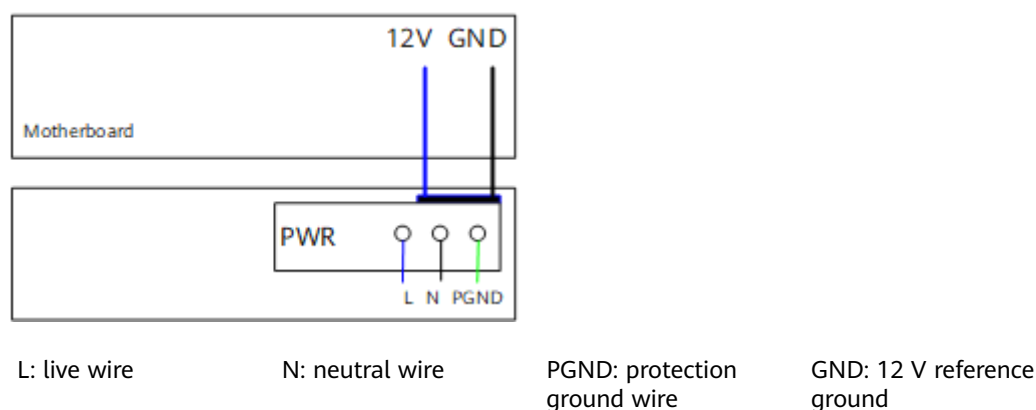 12V GND
Motherboard
PWR
L N PGND
L: live wire
N: neutral wire
PGND: protection
ground wire
GND: 12 V reference
ground